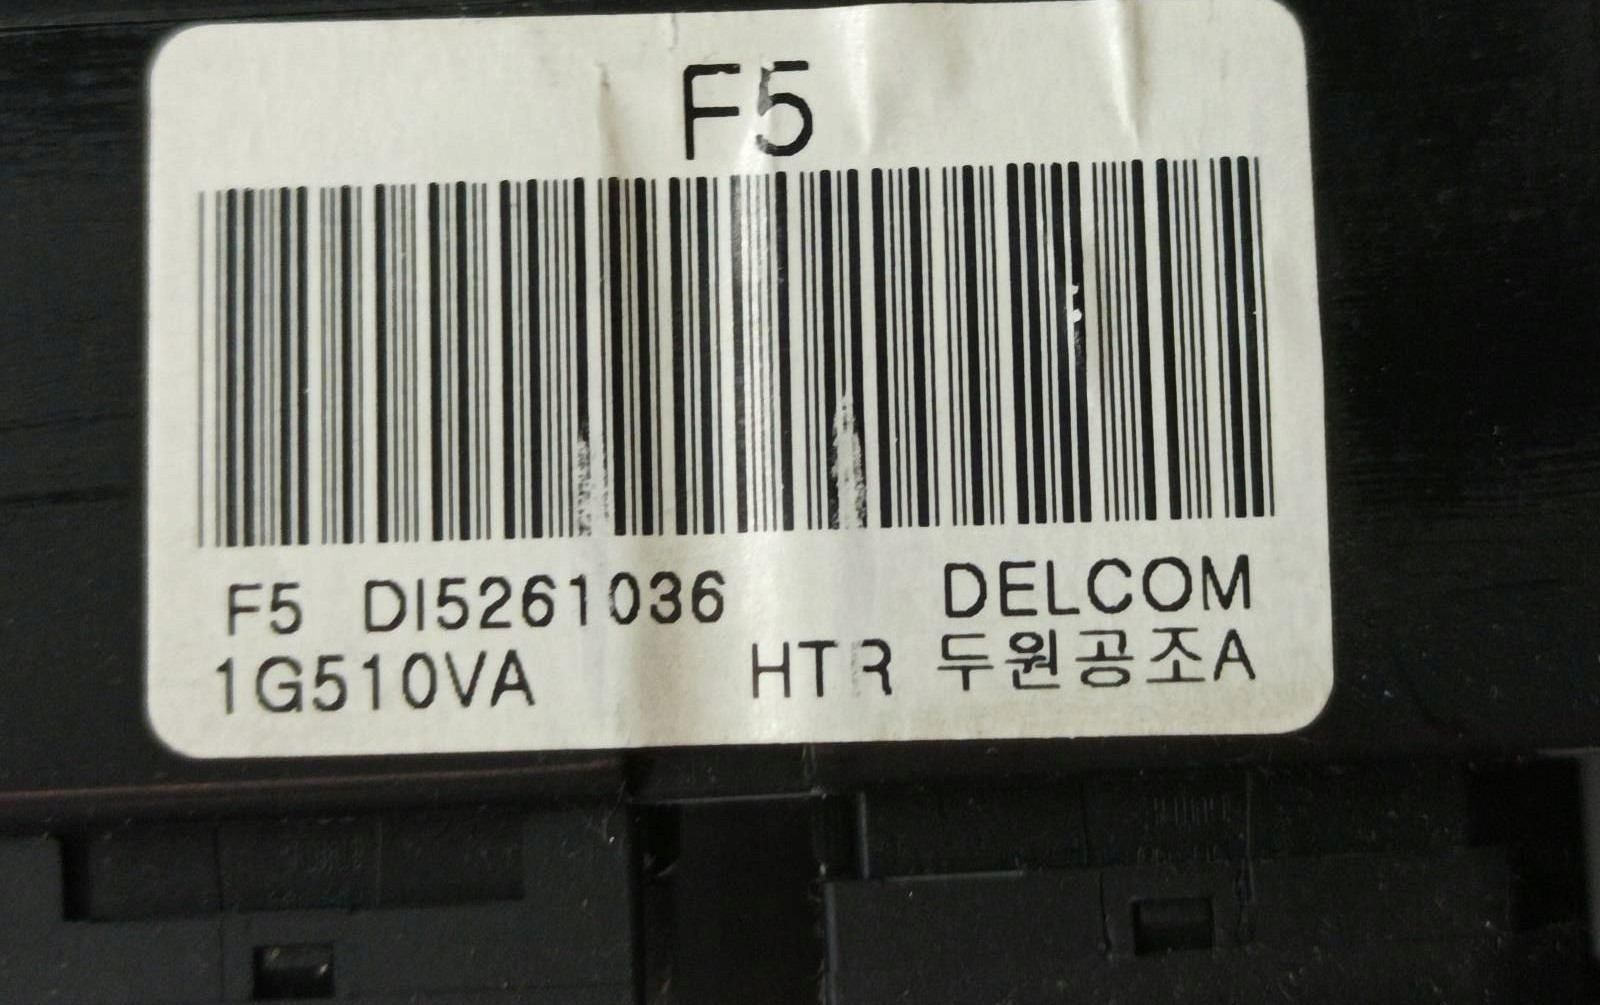 F5
F5 DI5261036 DELCOM
1G510VA HTR 두원공조A